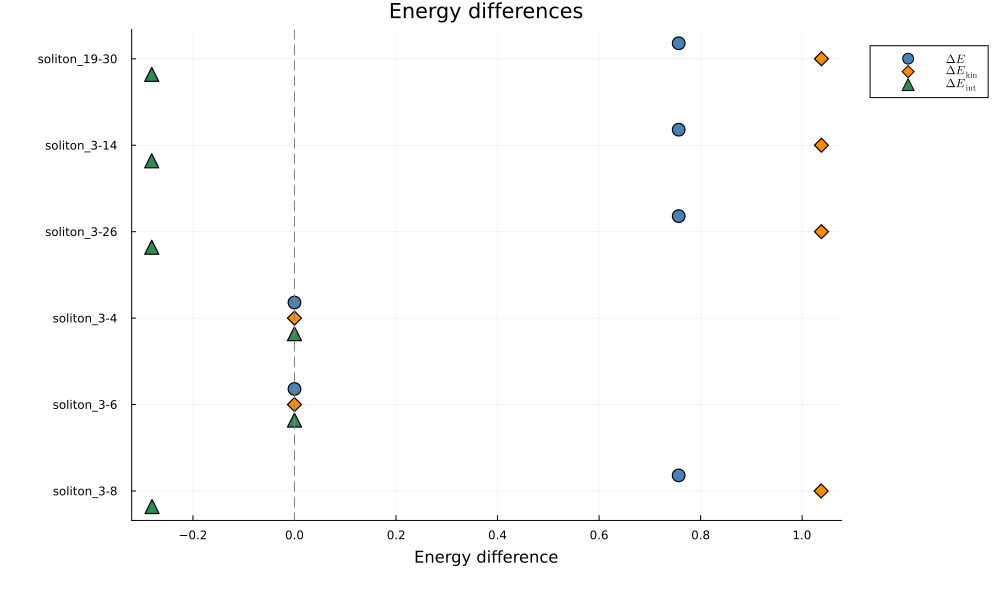 Energy differences
soliton_19-30
soliton_3-14
soliton_3-26
soliton_3-4
soliton_3-6
soliton_3-8
−0.2 0.0 0.2 0.4 0.6 0.8 1.0
Energy difference
ΔE
ΔE_kin
ΔE_int